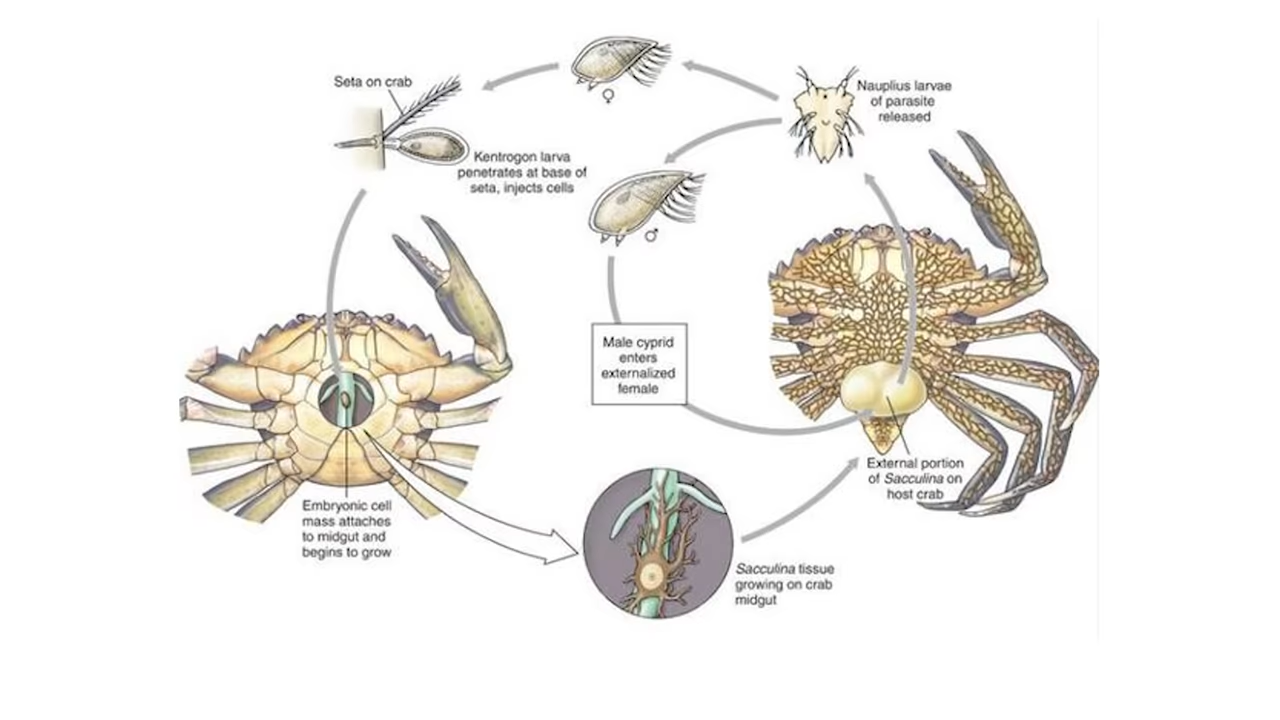 Seta on crab
Kentrogon larva
penetrates at base of
seta, injects cells
♀
♂
Nauplius larvae
of parasite
released
Male cyprid
enters
externalized
female
External portion
of Sacculina on
host crab
Embryonic cell
mass attaches
to midgut and
begins to grow
Sacculina tissue
growing on crab
midgut